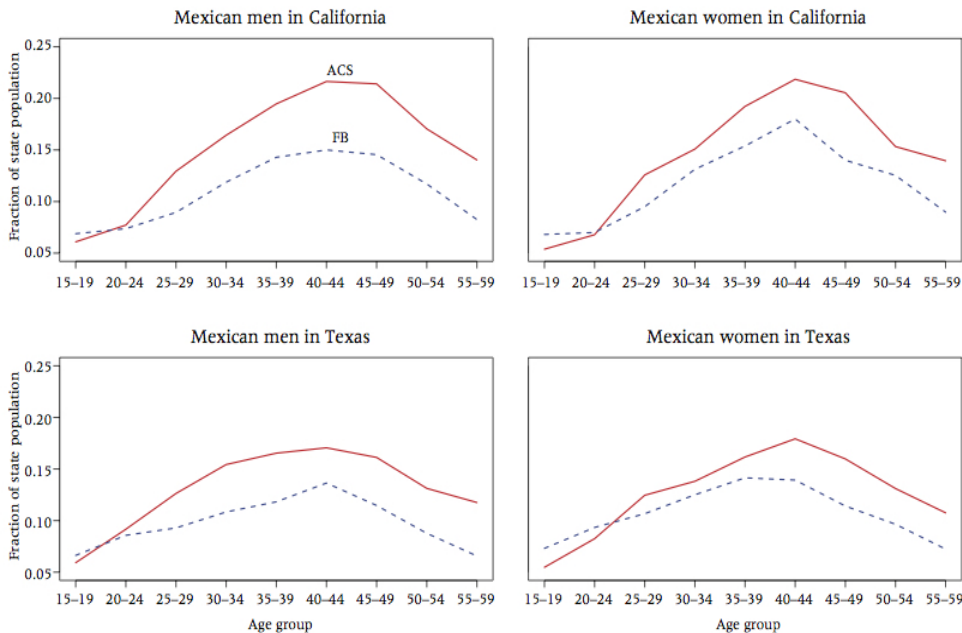 Mexican men in California
Mexican women in California
Fraction of state population
0.25
0.20
0.15
0.10
0.05
ACS
FB
15–19 20–24 25–29 30–34 35–39 40–44 45–49 50–54 55–59
15–19 20–24 25–29 30–34 35–39 40–44 45–49 50–54 55–59
Mexican men in Texas
Mexican women in Texas
Fraction of state population
0.25
0.20
0.15
0.10
0.05
15–19 20–24 25–29 30–34 35–39 40–44 45–49 50–54 55–59
15–19 20–24 25–29 30–34 35–39 40–44 45–49 50–54 55–59
Age group
Age group